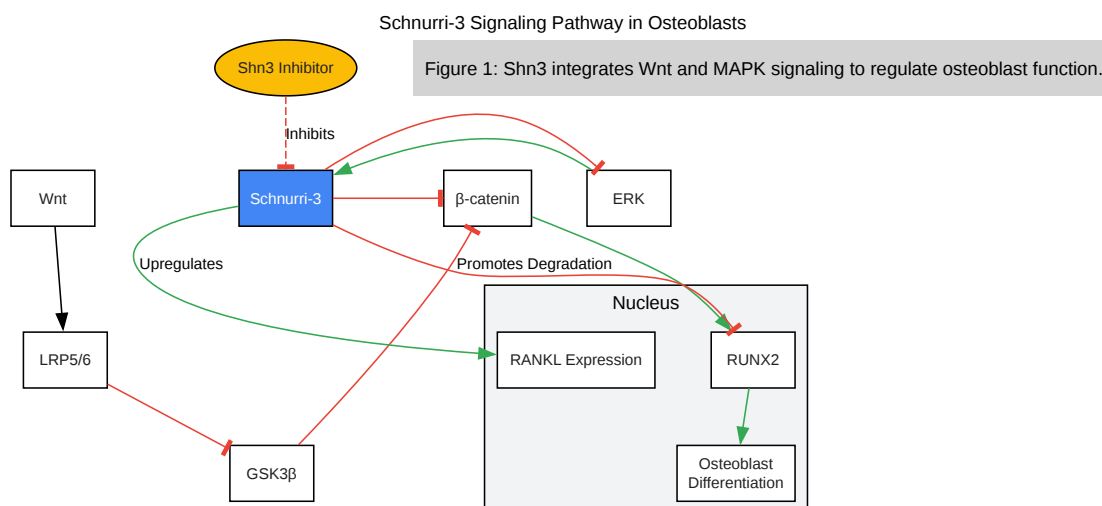 Schnurri-3 Signaling Pathway in Osteoblasts
Shn3 Inhibitor
Figure 1: Shn3 integrates Wnt and MAPK signaling to regulate osteoblast function.
Inhibits
Wnt
Schnurri-3
β-catenin
ERK
Upregulates
Promotes Degradation
Nucleus
LRP5/6
RANKL Expression
RUNX2
GSK3β
Osteoblast
Differentiation